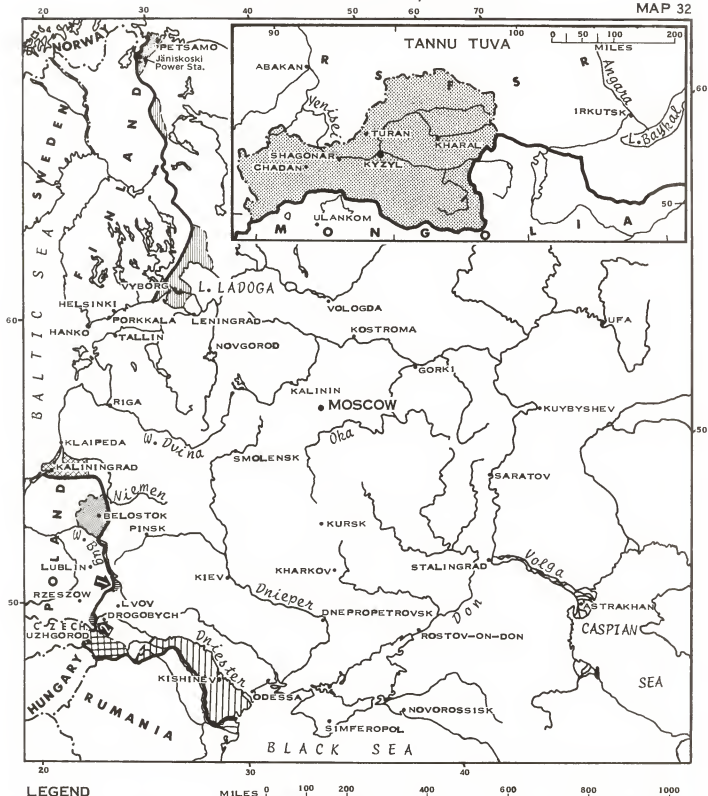 MAP 32
20 30 40 50 60 70
NORWAY
PETSAMO
Jäniskoski
Power Sta.
TANNU TUVA
90 100
0 50 100 200
MILES
R S F S R
ABAKAN
Yenisei
Angara
IRKUTSK
L. Baykal
TURAN
KHARAL
SHAGONAR
KYZYL
CHADAN
ULANKOM
MONGOLIA
50
60
SWEDEN
FINLAND
BALTIC SEA
VYBORG
L. LADOGA
HELSINKI
PORKKALA
LENINGRAD
VOLOGDA
60
HANKO
TALLIN
KOSTROMA
UFA
NOVGOROD
GORKI
KALININ
RIGA
MOSCOW
KUYBYSHEV
W. Dvina
Oka
50
KLAIPEDA
SMOLENSK
KALININGRAD
SARATOV
Niemen
BELOSTOK
KURSK
PINSK
POLAND
W. Bug
LUBLIN
KIEV
KHARKOV
STALINGRAD
Volga
RZESZOW
Dnieper
50
LVOV
DNEPROPETROVSK
Don
ASTRAKHAN
DROGOBYCH
CZECH.
UZHGOROD
ROSTOV-ON-DON
CASPIAN
SEA
Dniester
HUNGARY
KISHINEV
ODESSA
RUMANIA
NOVOROSSISK
SIMFEROPOL
BLACK SEA
20 30 40
LEGEND
MILES 0 100 200 400 600 800 1000